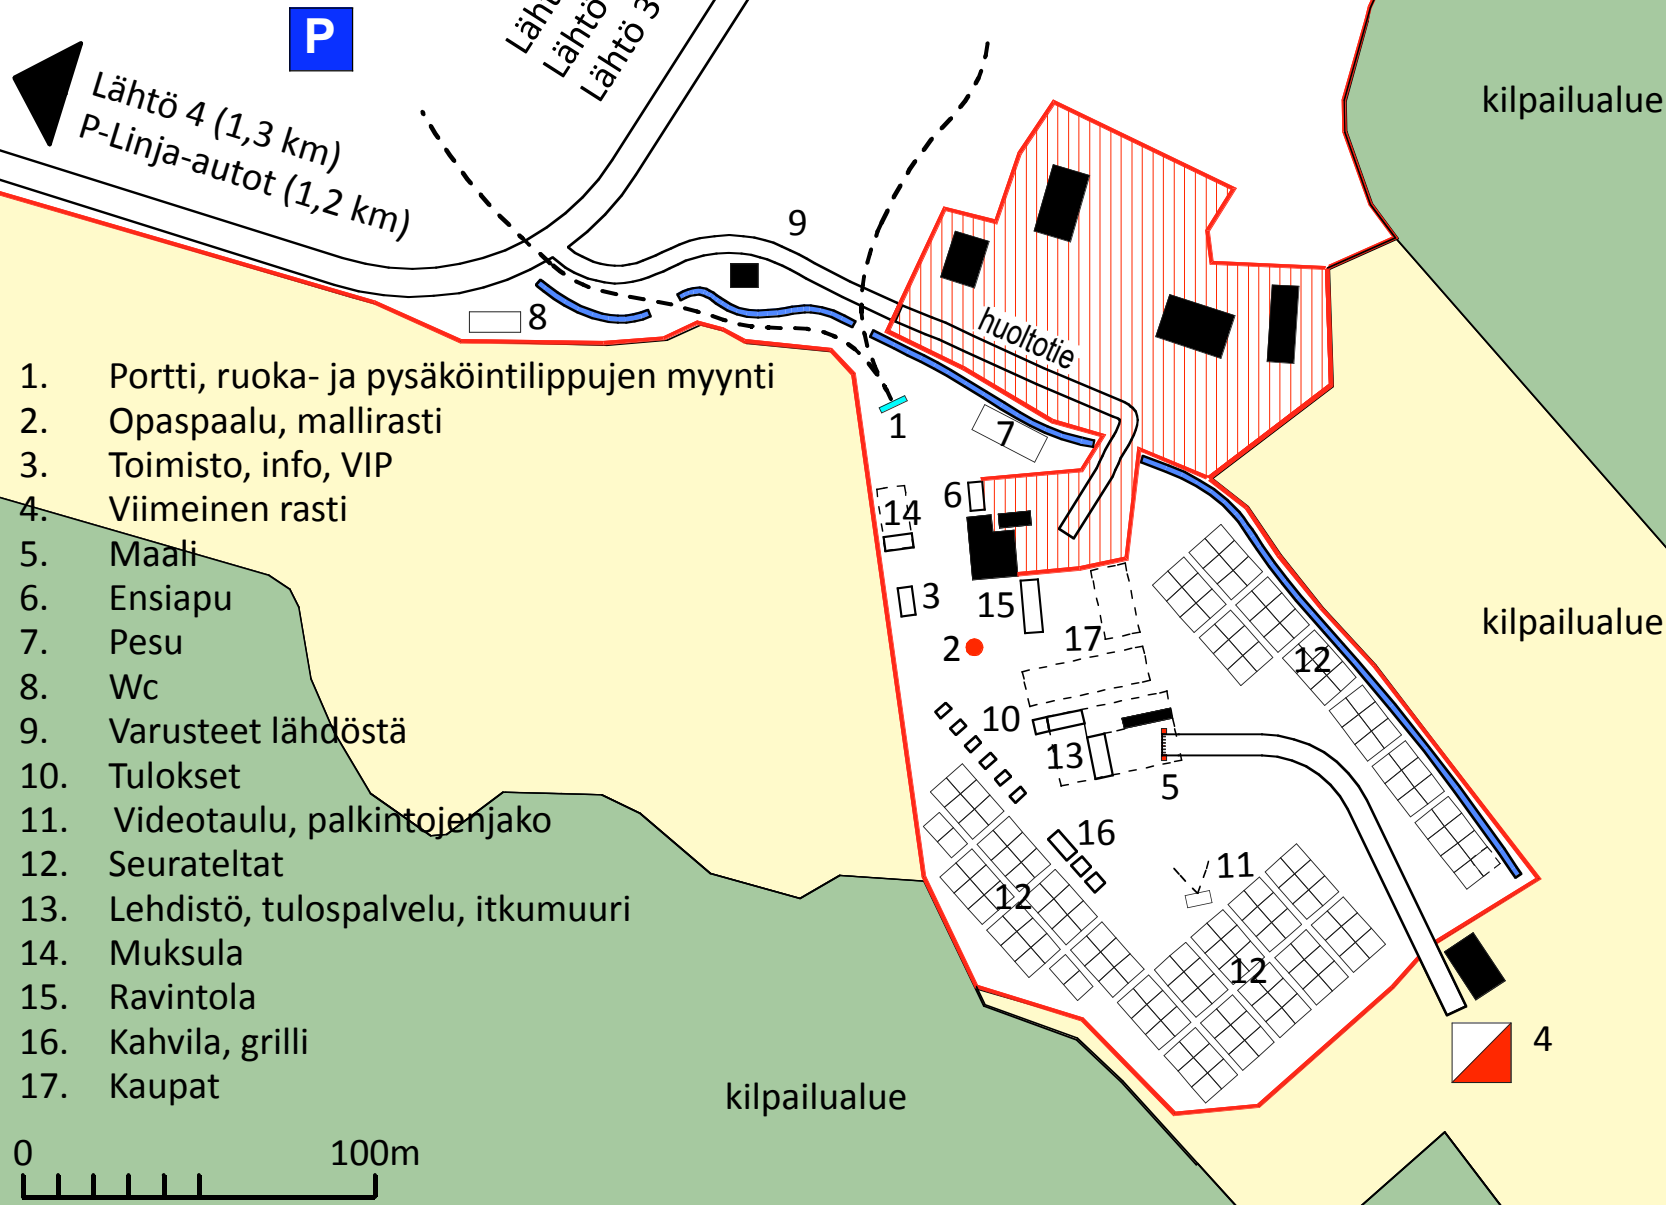 P
Lähtö
Lähtö
Lähtö 3
Lähtö 4 (1,3 km)
P-Linja-autot (1,2 km)
kilpailualue
9
huoltotie
8
1
7
1. Portti, ruoka- ja pysäköintilippujen myynti
2. Opaspaalu, mallirasti
3. Toimisto, info, VIP
4. Viimeinen rasti
5. Maali
6. Ensiapu
7. Pesu
8. Wc
9. Varusteet lähdöstä
10. Tulokset
11. Videotaulu, palkintojenjako
12. Seurateltat
13. Lehdistö, tulospalvelu, itkumuuri
14. Muksula
15. Ravintola
16. Kahvila, grilli
17. Kaupat
6
14
3
15
2
17
12
kilpailualue
10
13
5
16
11
12
12
4
kilpailualue
0 100m